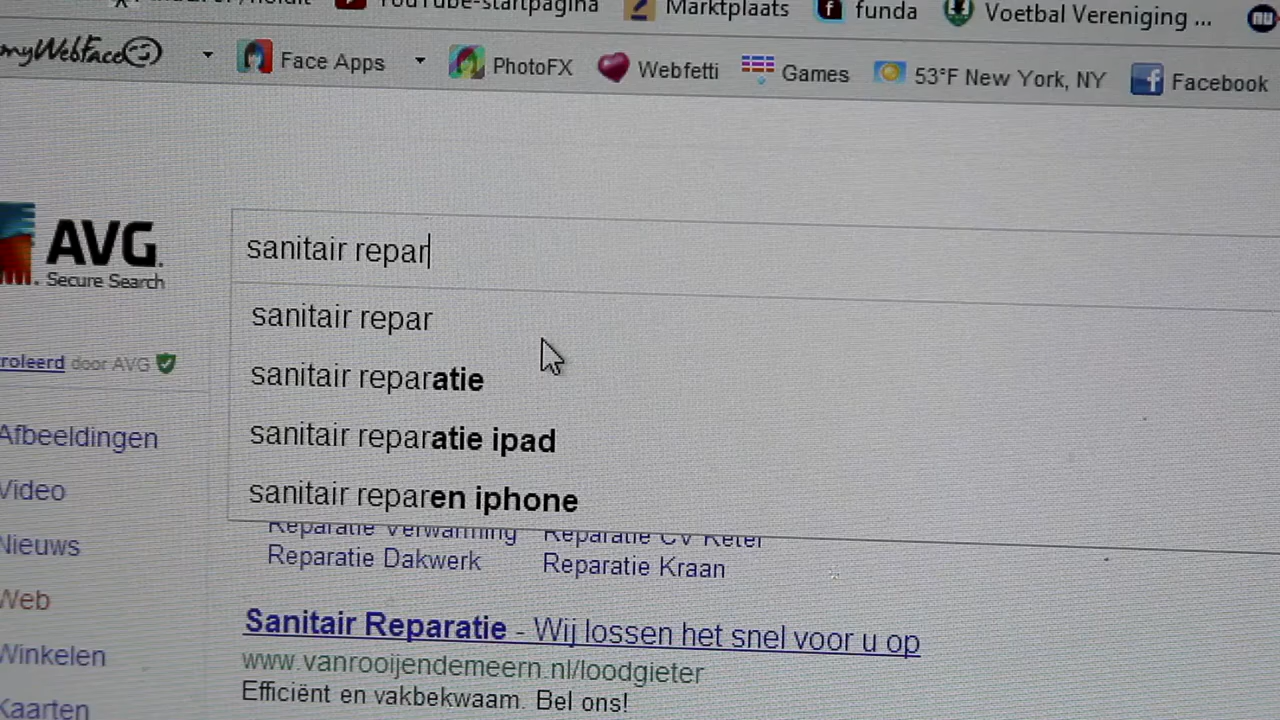 YouTube-startpagina Marktplaats funda Voetbal Vereniging ... nu
myWebFace Face Apps PhotoFX Webfetti Games 53°F New York, NY Facebook
AVG.
Secure Search
sanitair repar
sanitair repar
roleerd door AVG
sanitair reparatie
sanitair reparatie ipad
sanitair reparen iphone
Afbeeldingen
Video
Nieuws
Web
Winkelen
Kaarten
Reparatie Verwarming Reparatie CV Ketel
Reparatie Dakwerk Reparatie Kraan
Sanitair Reparatie - Wij lossen het snel voor u op
www.vanrooijendemeern.nl/loodgieter
Efficiënt en vakbekwaam. Bel ons!